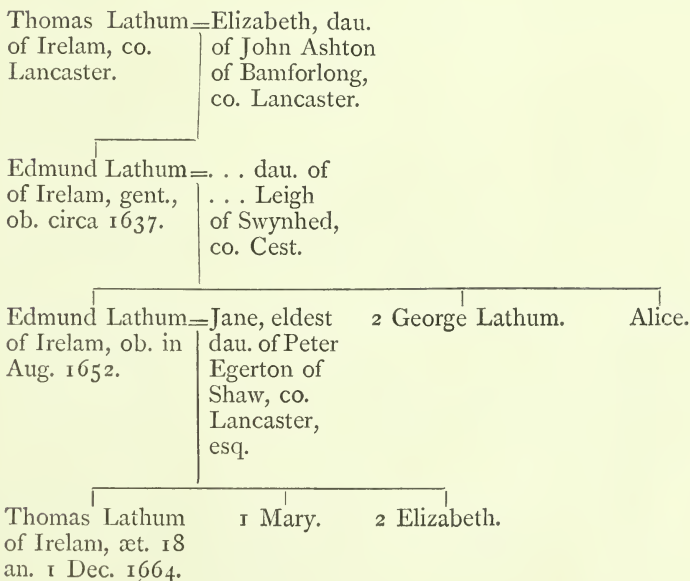 Thomas Lathum=Elizabeth, dau.
of Irelam, co. of John Ashton
Lancaster. of Bamforlong,
co. Lancaster.
Edmund Lathum=. . . dau. of
of Irelam, gent., . . . Leigh
ob. circa 1637. of Swynhed,
co. Cest.
Edmund Lathum=Jane, eldest 2 George Lathum. Alice.
of Irelam, ob. in dau. of Peter
Aug. 1652. Egerton of
Shaw, co.
Lancaster,
esq.
Thomas Lathum 1 Mary. 2 Elizabeth.
of Irelam, æt. 18
an. 1 Dec. 1664.